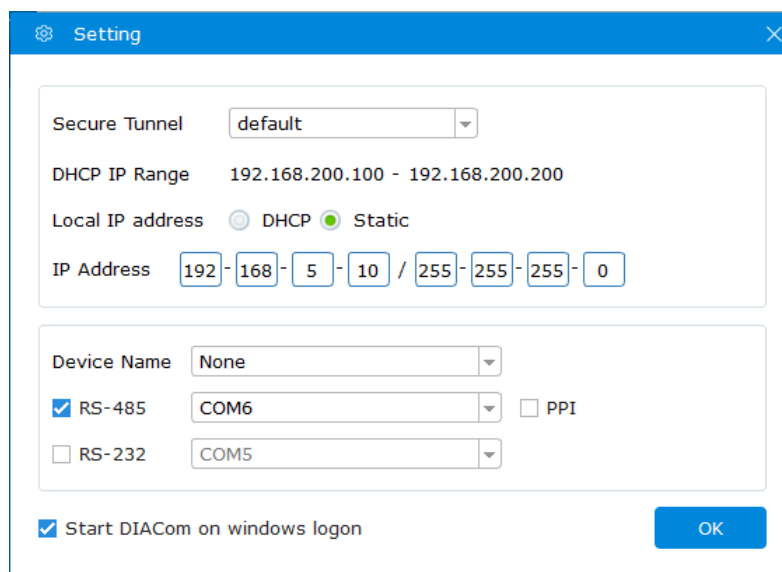 Setting
Secure Tunnel default
DHCP IP Range 192.168.200.100 - 192.168.200.200
Local IP address DHCP Static
IP Address 192 - 168 - 5 - 10 / 255 - 255 - 255 - 0
Device Name None
RS-485 COM6 PPI
RS-232 COM5
Start DIACom on windows logon OK